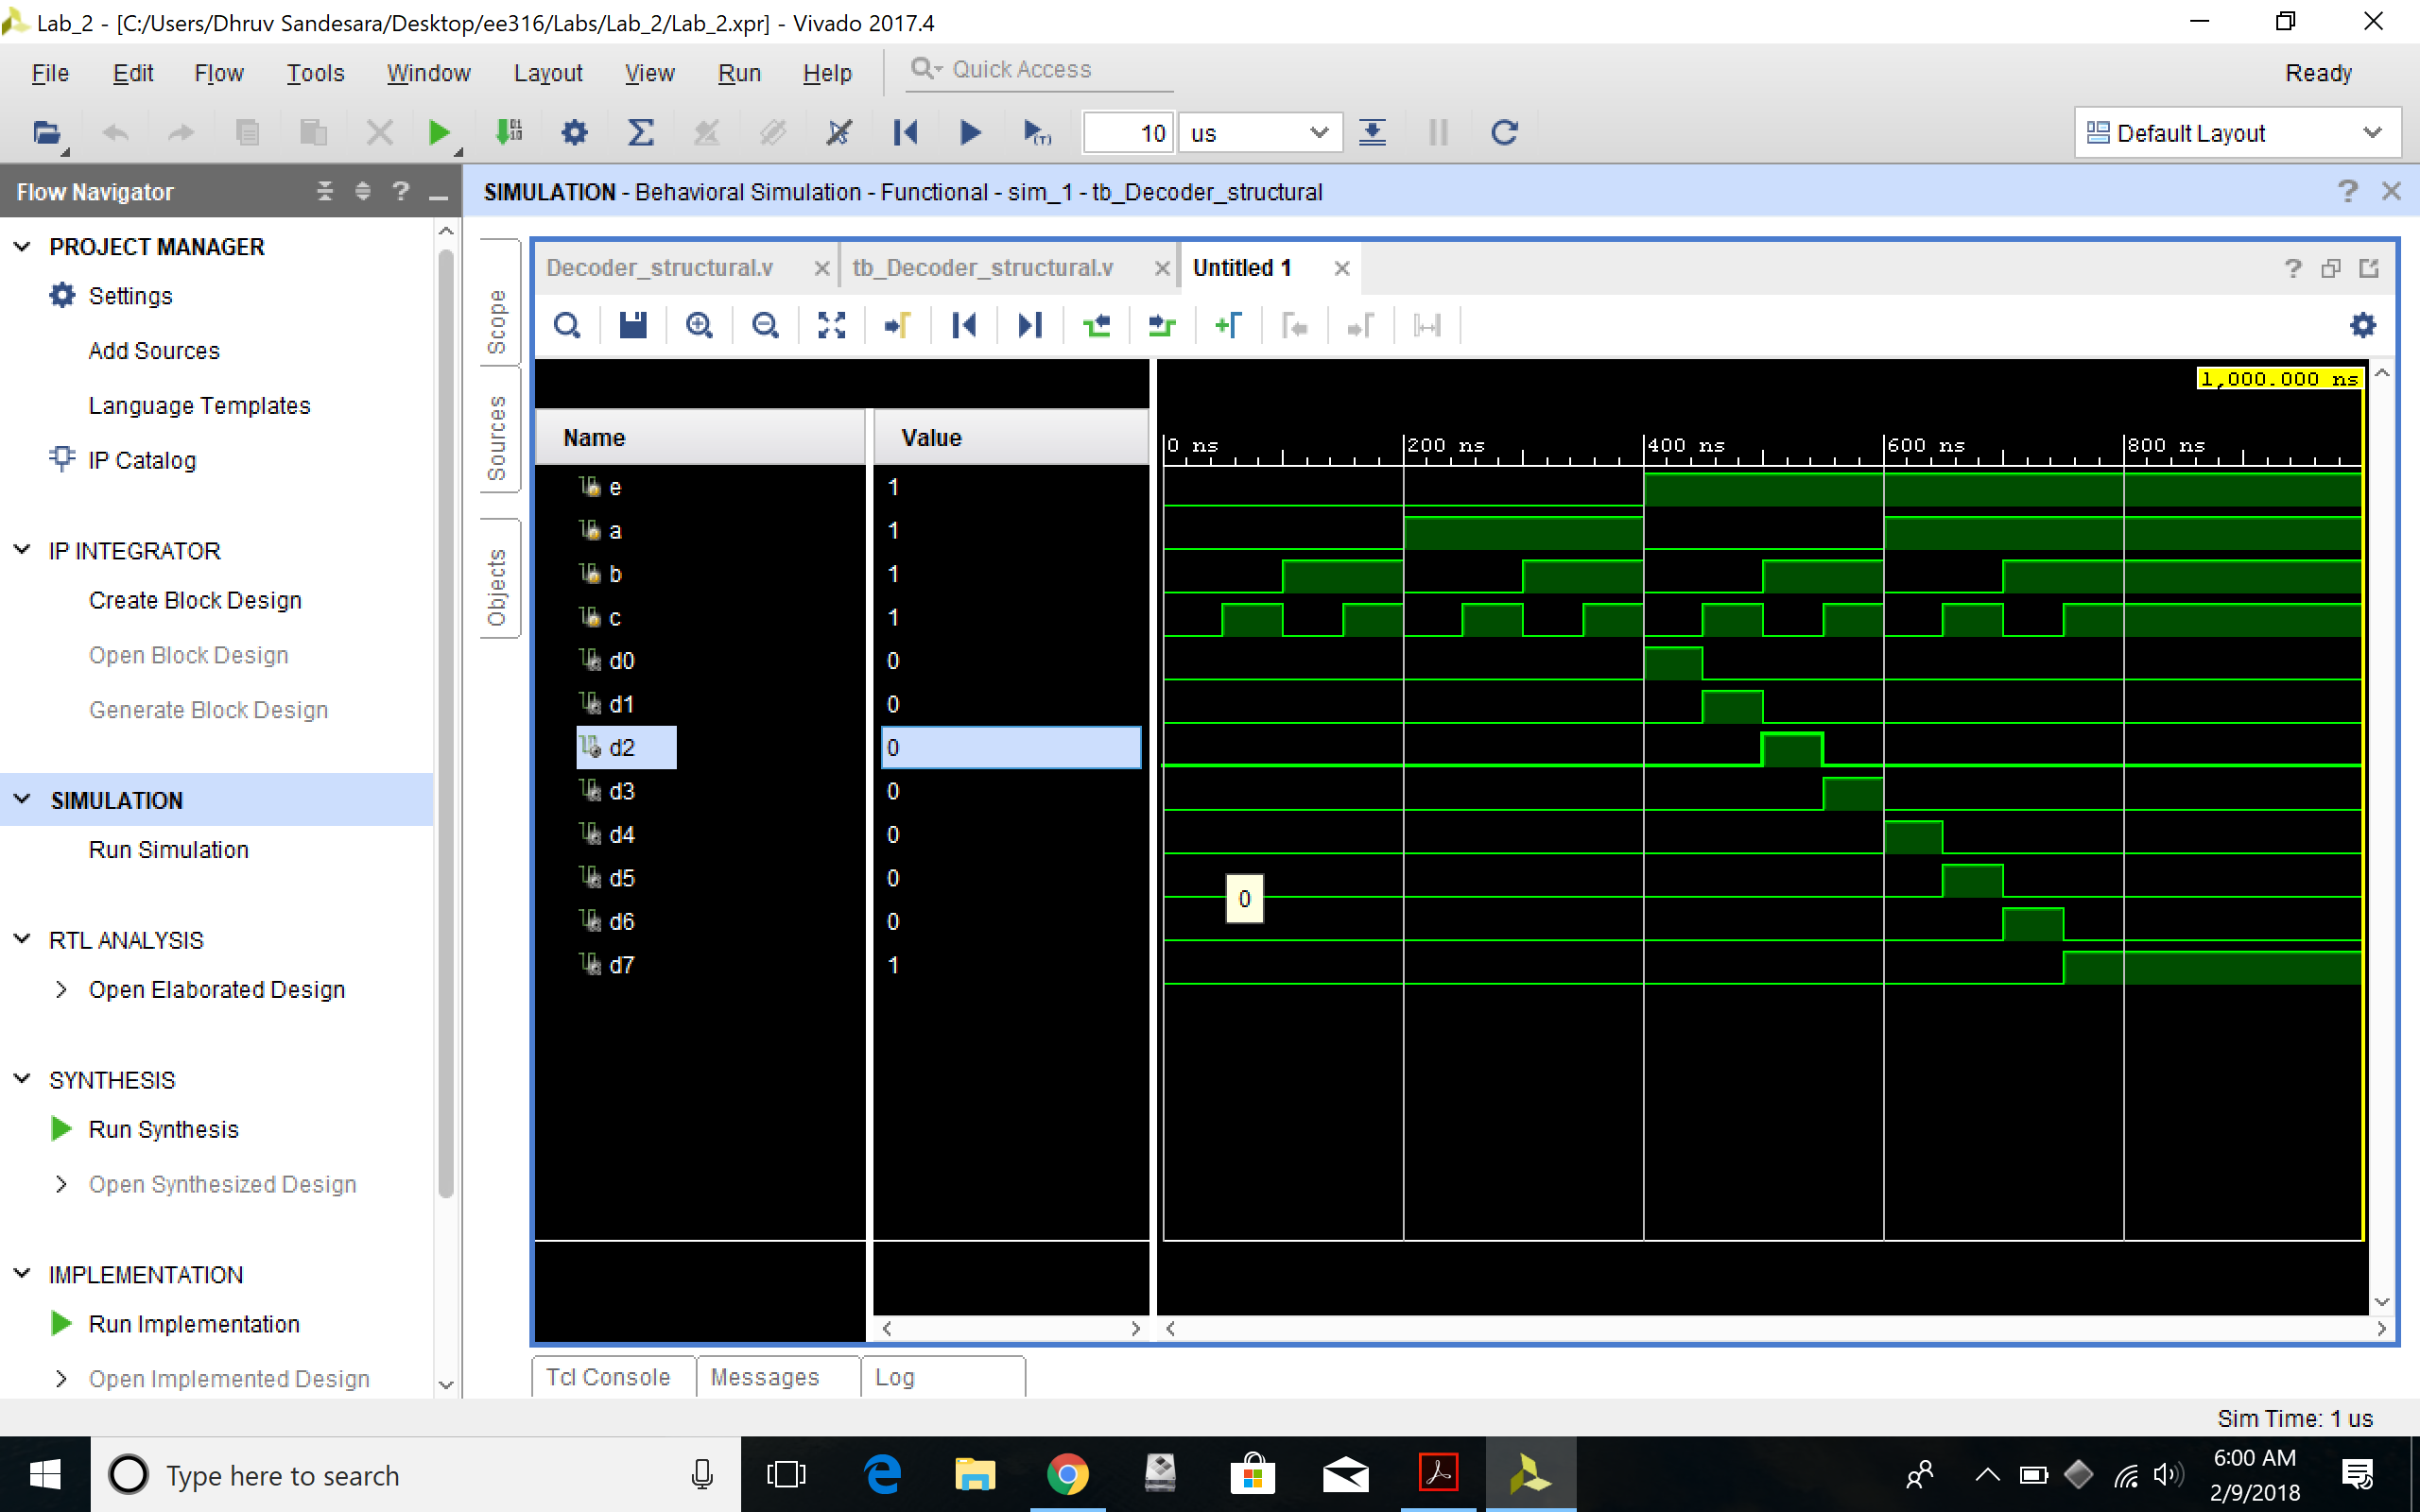 Lab_2 - [C:/Users/Dhruv Sandesara/Desktop/ee316/Labs/Lab_2/Lab_2.xpr] - Vivado 2017.4
File Edit Flow Tools Window Layout View Run Help Quick Access Ready
10 us Default Layout
Flow Navigator
SIMULATION - Behavioral Simulation - Functional - sim_1 - tb_Decoder_structural
PROJECT MANAGER
Settings
Add Sources
Language Templates
IP Catalog
IP INTEGRATOR
Create Block Design
Open Block Design
Generate Block Design
SIMULATION
Run Simulation
RTL ANALYSIS
Open Elaborated Design
SYNTHESIS
Run Synthesis
Open Synthesized Design
IMPLEMENTATION
Run Implementation
Open Implemented Design
Scope
Sources
Objects
Decoder_structural.v tb_Decoder_structural.v Untitled 1
1,000.000 ns
Name Value
0 ns 200 ns 400 ns 600 ns 800 ns
e 1
a 1
b 1
c 1
d0 0
d1 0
d2 0
d3 0
d4 0
d5 0
0
d6 0
d7 1
Tcl Console Messages Log
Sim Time: 1 us
Type here to search
6:00 AM
2/9/2018